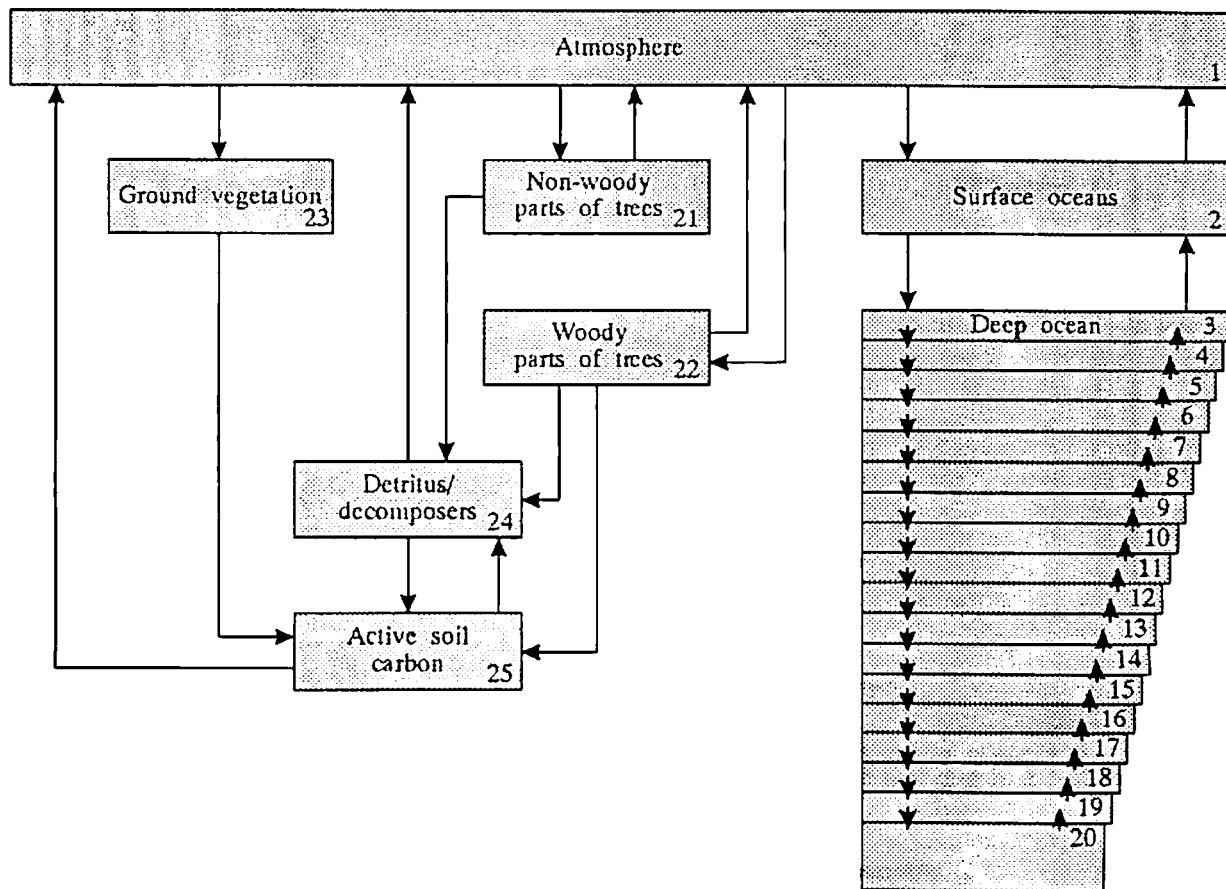 Atmosphere
1
Ground vegetation
23
Non-woody
parts of trees
21
Surface oceans
2
Woody
parts of trees
22
Deep ocean
3
4
5
6
7
8
9
10
11
12
13
14
15
16
17
18
19
20
Detritus/
decomposers
24
Active soil
carbon
25